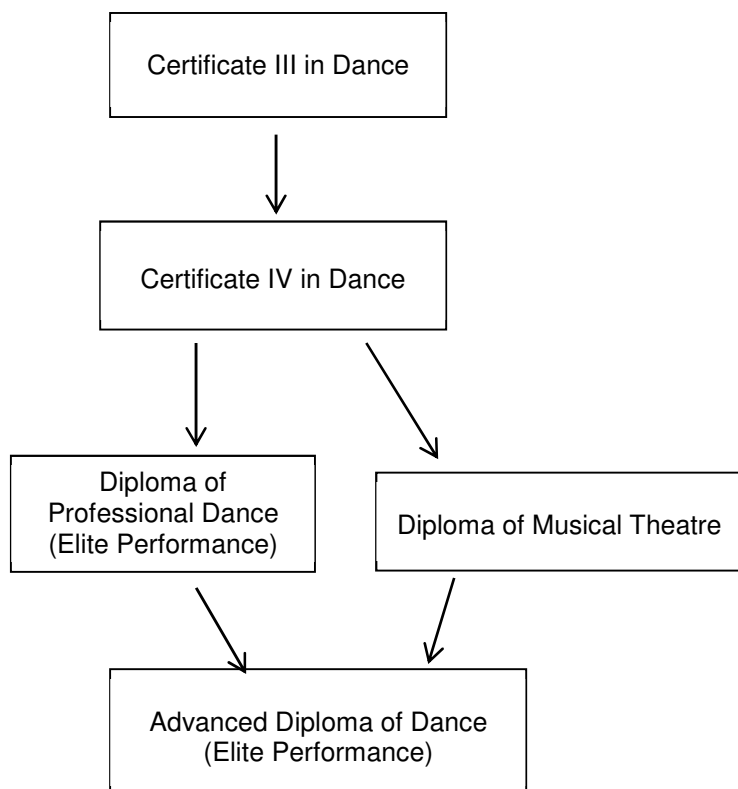 Certificate III in Dance
Certificate IV in Dance
Diploma of
Professional Dance
(Elite Performance)
Diploma of Musical Theatre
Advanced Diploma of Dance
(Elite Performance)